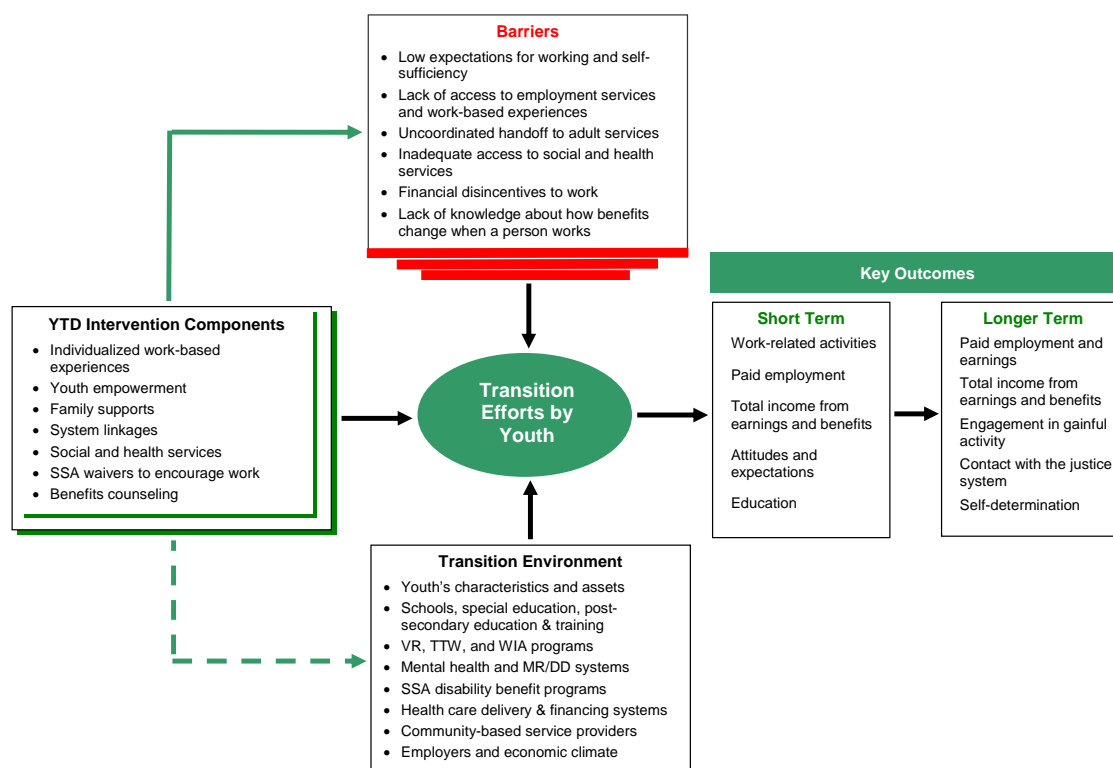 Barriers
• Low expectations for working and self-
sufficiency
• Lack of access to employment services
and work-based experiences
• Uncoordinated handoff to adult services
• Inadequate access to social and health
services
• Financial disincentives to work
• Lack of knowledge about how benefits
change when a person works
YTD Intervention Components
• Individualized work-based
experiences
• Youth empowerment
• Family supports
• System linkages
• Social and health services
• SSA waivers to encourage work
• Benefits counseling
Transition
Efforts by
Youth
Key Outcomes
Short Term
Work-related activities
Paid employment
Total income from
earnings and benefits
Attitudes and
expectations
Education
Longer Term
Paid employment and
earnings
Total income from
earnings and benefits
Engagement in gainful
activity
Contact with the justice
system
Self-determination
Transition Environment
• Youth's characteristics and assets
• Schools, special education, post-
secondary education & training
• VR, TTW, and WIA programs
• Mental health and MR/DD systems
• SSA disability benefit programs
• Health care delivery & financing systems
• Community-based service providers
• Employers and economic climate